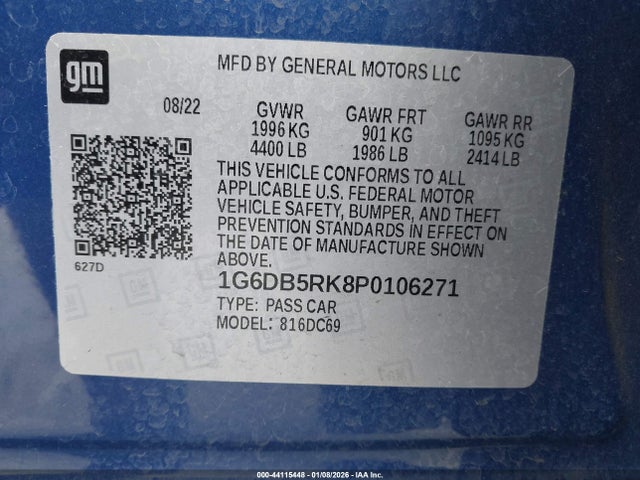 gm
MFD BY GENERAL MOTORS LLC
08/22 GVWR GAWR FRT GAWR RR
1996 KG 901 KG 1095 KG
4400 LB 1986 LB 2414 LB
THIS VEHICLE CONFORMS TO ALL
APPLICABLE U.S. FEDERAL MOTOR
VEHICLE SAFETY, BUMPER, AND THEFT
PREVENTION STANDARDS IN EFFECT ON
THE DATE OF MANUFACTURE SHOWN
ABOVE.
627D
1G6DB5RK8P0106271
TYPE: PASS CAR
MODEL: 816DC69
000-44115448 - 01/08/2026 - IAA Inc.